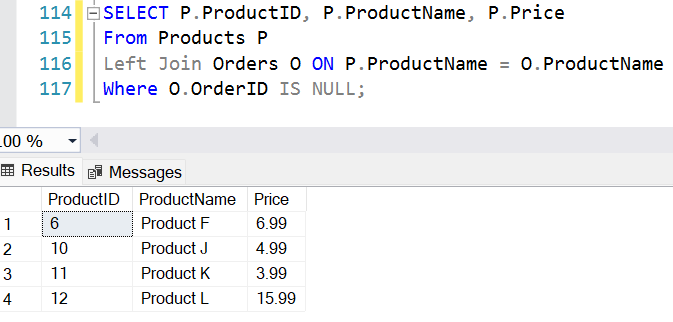 114 SELECT P.ProductID, P.ProductName, P.Price
115 From Products P
116 Left Join Orders O ON P.ProductName = O.ProductName
117 Where O.OrderID IS NULL;
.00 %
Results Messages
ProductID ProductName Price
1 6 Product F 6.99
2 10 Product J 4.99
3 11 Product K 3.99
4 12 Product L 15.99